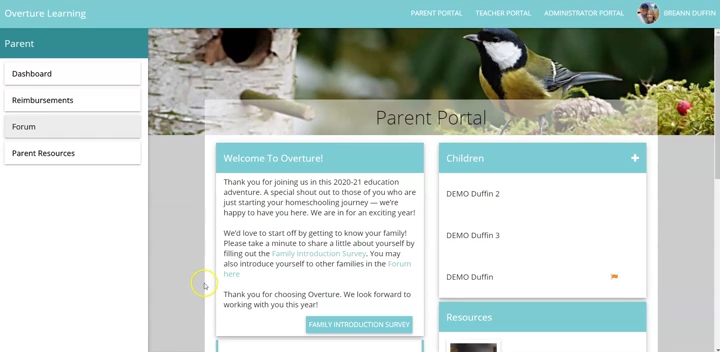 Overture Learning
PARENT PORTAL
TEACHER PORTAL
ADMINISTRATOR PORTAL
BREANN DUFFIN
Parent
Dashboard
Reimbursements
Forum
Parent Resources
Parent Portal
Welcome To Overture!
Thank you for joining us in this 2020-21 education
adventure. A special shout out to those of you who are
just starting your homeschooling journey — we're
happy to have you here. We are in for an exciting year!
We'd love to start off by getting to know your family!
Please take a minute to share a little about yourself by
filling out the Family Introduction Survey. You may
also introduce yourself to other families in the Forum
here
Thank you for choosing Overture. We look forward to
working with you this year!
FAMILY INTRODUCTION SURVEY
Children
+
DEMO Duffin 2
DEMO Duffin 3
DEMO Duffin
Resources